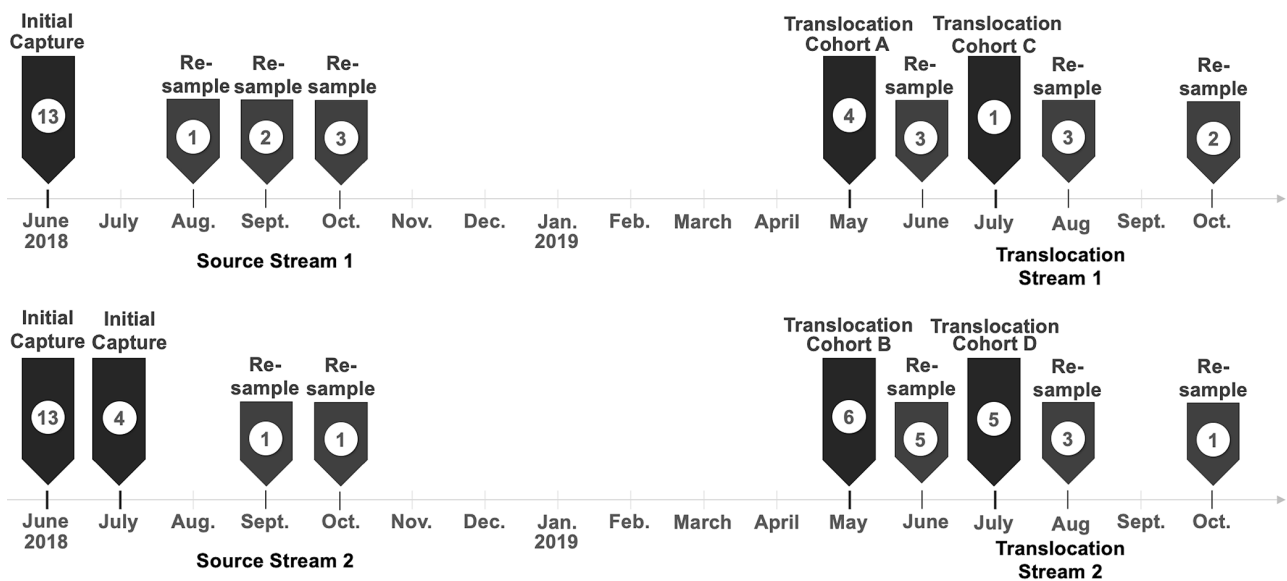 Initial
Capture
Re-
sample
Re-
sample
Re-
sample
Translocation
Cohort A
Re-
sample
Translocation
Cohort C
Re-
sample
Re-
sample
13
1
2
3
4
3
1
3
2
June
2018
July
Aug.
Sept.
Oct.
Nov.
Dec.
Jan.
2019
Feb.
March
April
May
June
July
Aug
Sept.
Oct.
Source Stream 1
Translocation
Stream 1
Initial
Capture
Initial
Capture
Re-
sample
Re-
sample
Translocation
Cohort B
Re-
sample
Translocation
Cohort D
Re-
sample
Re-
sample
13
4
1
1
6
5
5
3
1
June
2018
July
Aug.
Sept.
Oct.
Nov.
Dec.
Jan.
2019
Feb.
March
April
May
June
July
Aug
Sept.
Oct.
Source Stream 2
Translocation
Stream 2